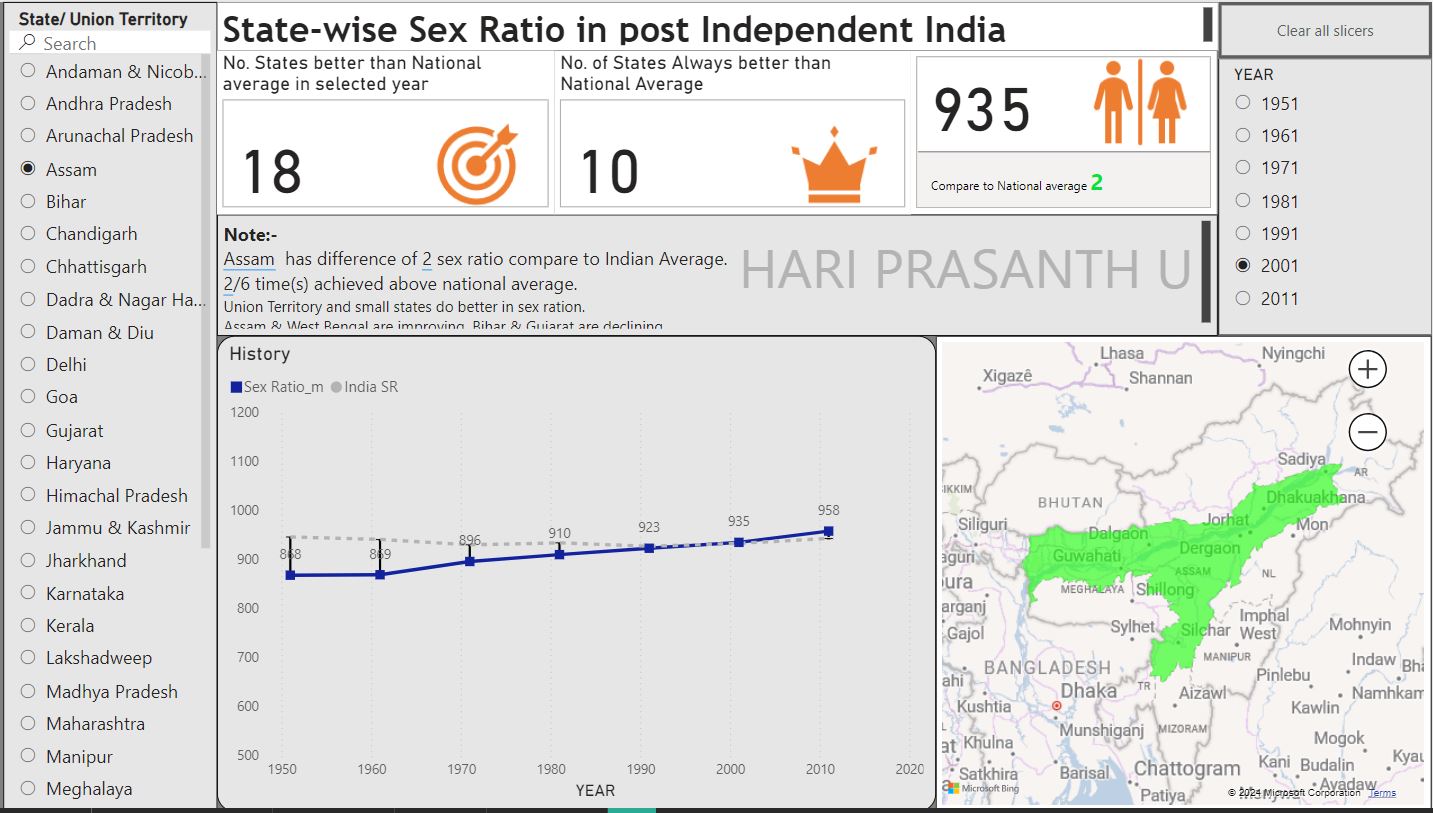 State/ Union Territory
Search
Andaman & Nicob...
Andhra Pradesh
Arunachal Pradesh
Assam
Bihar
Chandigarh
Chhattisgarh
Dadra & Nagar Ha...
Daman & Diu
Delhi
Goa
Gujarat
Haryana
Himachal Pradesh
Jammu & Kashmir
Jharkhand
Karnataka
Kerala
Lakshadweep
Madhya Pradesh
Maharashtra
Manipur
Meghalaya
State-wise Sex Ratio in post Independent India
No. States better than National
average in selected year
18
No. of States Always better than
National Average
10
935
Compare to National average 2
Clear all slicers
YEAR
1951
1961
1971
1981
1991
2001
2011
Note:-
Assam has difference of 2 sex ratio compare to Indian Average.
2/6 time(s) achieved above national average.
Union Territory and small states do better in sex ration.
Assam & West Bengal are improving. Bihar & Gujarat are declining
HARI PRASANTH U
History
Sex Ratio_m India SR
1200
1100
1000
900
800
700
600
500
868
869
896
910
923
935
958
1950 1960 1970 1980 1990 2000 2010 2020
YEAR
Lhasa
Nyingchi
Xigazê
Shannan
Sadiya
AR
IKKIM
BHUTAN
Dhakuakhana
Siliguri
Dalgaon
Jorhat
Mon
aguri
Guwahati
Dergaon
ura
ASSAM
NL
MEGHALAYA
Shillong
arganj
Gajol
Sylhet
Silchar
Imphal
West
Mohnyin
MANIPUR
Indaw
Bha
BANGLADESH
ahi
TR
Pinlebu
Dhaka
Aizawl
Namkham
Kushtia
Kawlin
Munshiganj
MIZORAM
at
Khulna
Mogok
Kyau
Satkhira
Barisal
Chattogram
Kani
Budalin
Ayadaw
Patiya
Microsoft Bing
© 2024 Microsoft Corporation Terms